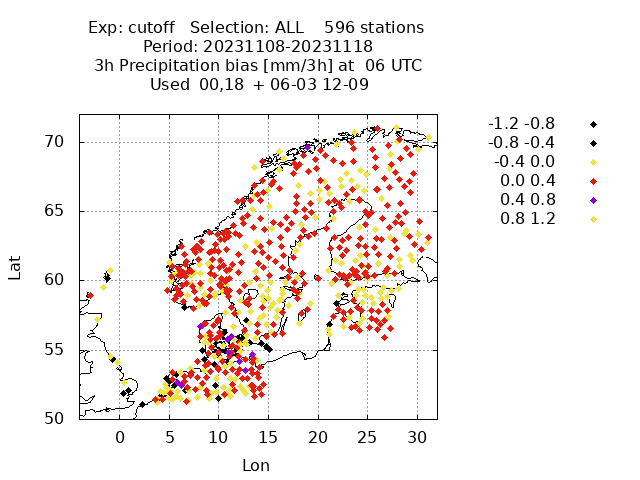 Exp: cutoff   Selection: ALL    596 stations
Period: 20231108-20231118
3h Precipitation bias [mm/3h] at  06 UTC
Used 00,18  + 06-03 12-09
-1.2 -0.8
-0.8 -0.4
-0.4 0.0
0.0 0.4
0.4 0.8
0.8 1.2
70
65
60
55
50
Lat
0 5 10 15 20 25 30
Lon